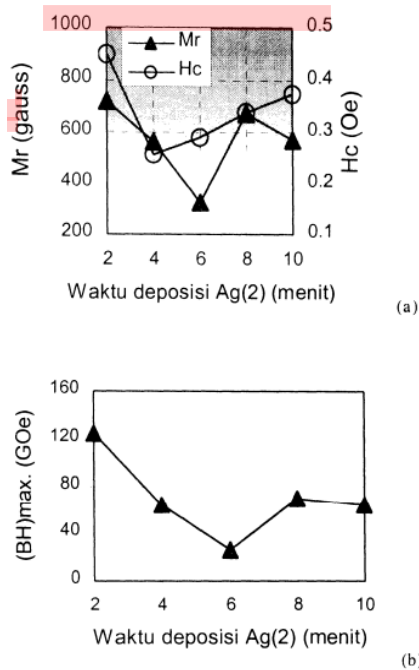 1000
0.5
Mr
Hc
800
0.4
600
0.3
400
0.2
200
0.1
Mr (gauss)
Hc (Oe)
2 4 6 8 10
Waktu deposisi Ag(2) (menit)
(a)
160
120
80
40
0
(BH)max. (GOe)
2 4 6 8 10
Waktu deposisi Ag(2) (menit)
(b)